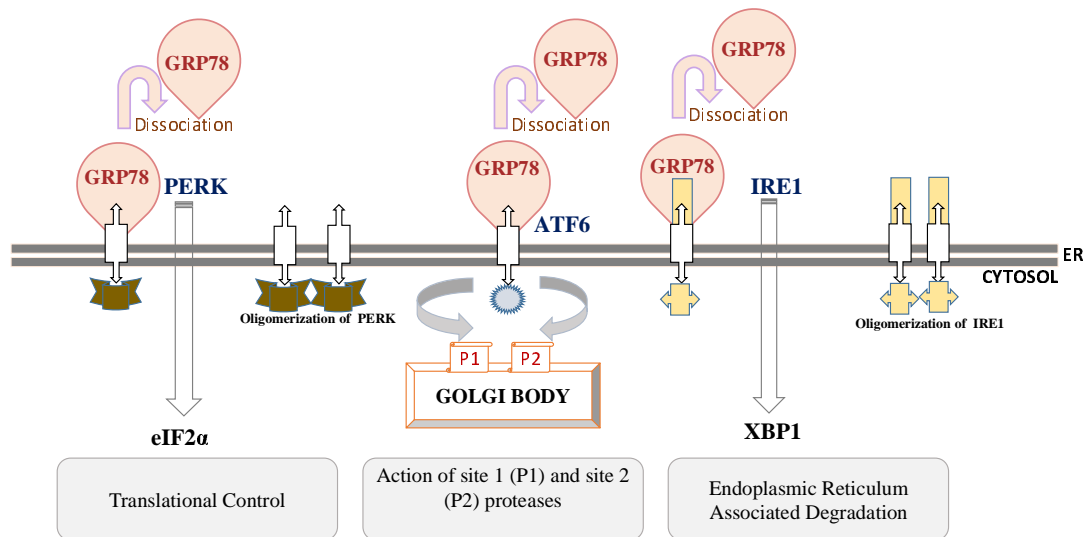 GRP78
GRP78
GRP78
Dissociation
Dissociation
Dissociation
GRP78
GRP78
GRP78
PERK
IRE1
ATF6
ER
CYTOSOL
Oligomerization of PERK
Oligomerization of IRE1
P1
P2
GOLGI BODY
eIF2α
XBP1
Translational Control
Action of site 1 (P1) and site 2
(P2) proteases
Endoplasmic Reticulum
Associated Degradation